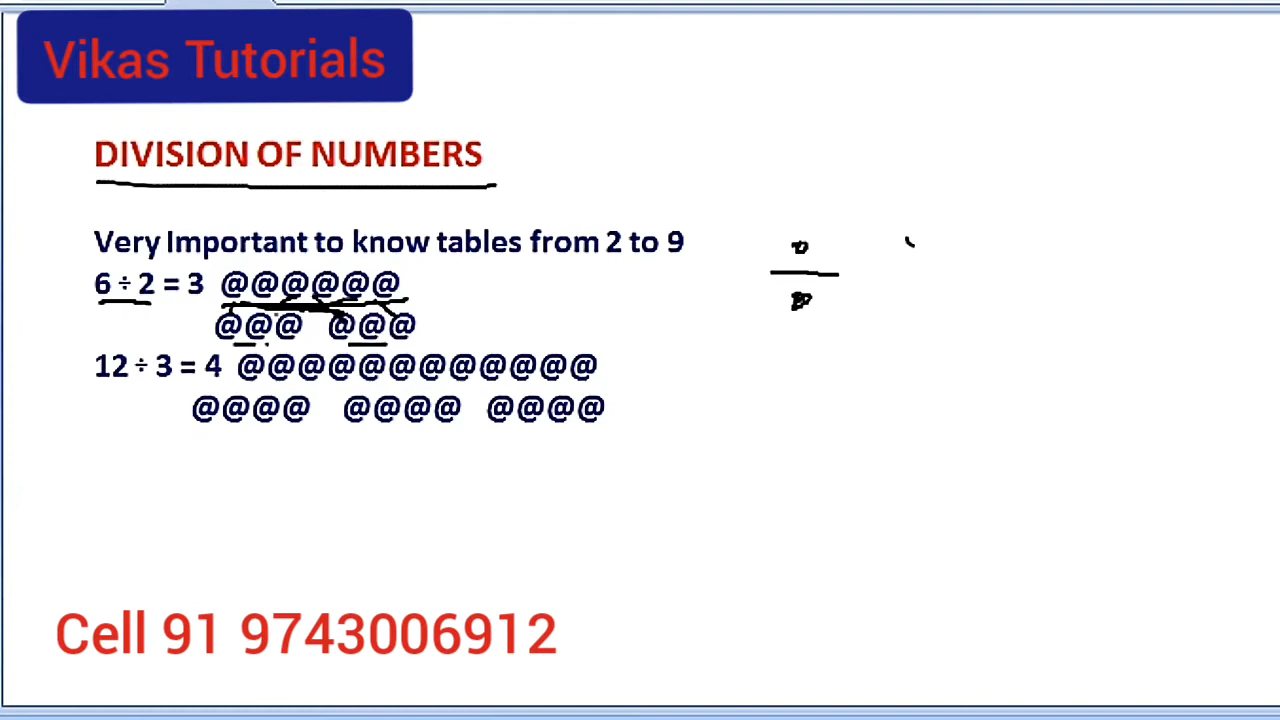 Vikas Tutorials
DIVISION OF NUMBERS
Very Important to know tables from 2 to 9
6 ÷ 2 = 3 @@@@@@
@@@ @@@
12 ÷ 3 = 4 @@@@@@@@@@@@
@@@@ @@@@ @@@@
Cell 91 9743006912